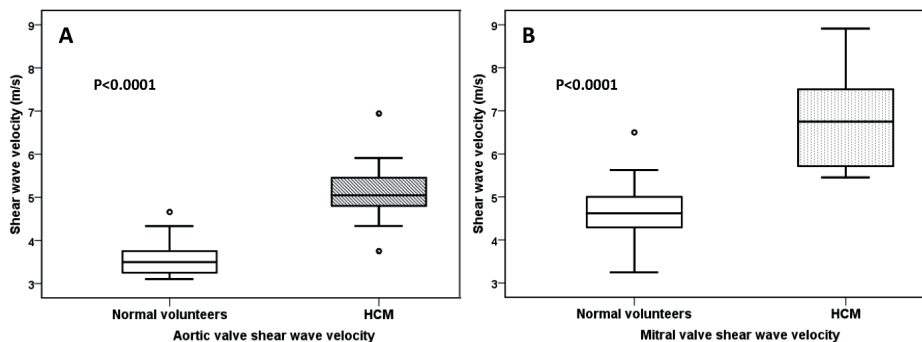 A
P<0.0001
Shear wave velocity (m/s)
9
8
7
6
5
4
3
Normal volunteers HCM
Aortic valve shear wave velocity
B
P<0.0001
Shear wave velocity (m/s)
9
8
7
6
5
4
3
Normal volunteers HCM
Mitral valve shear wave velocity